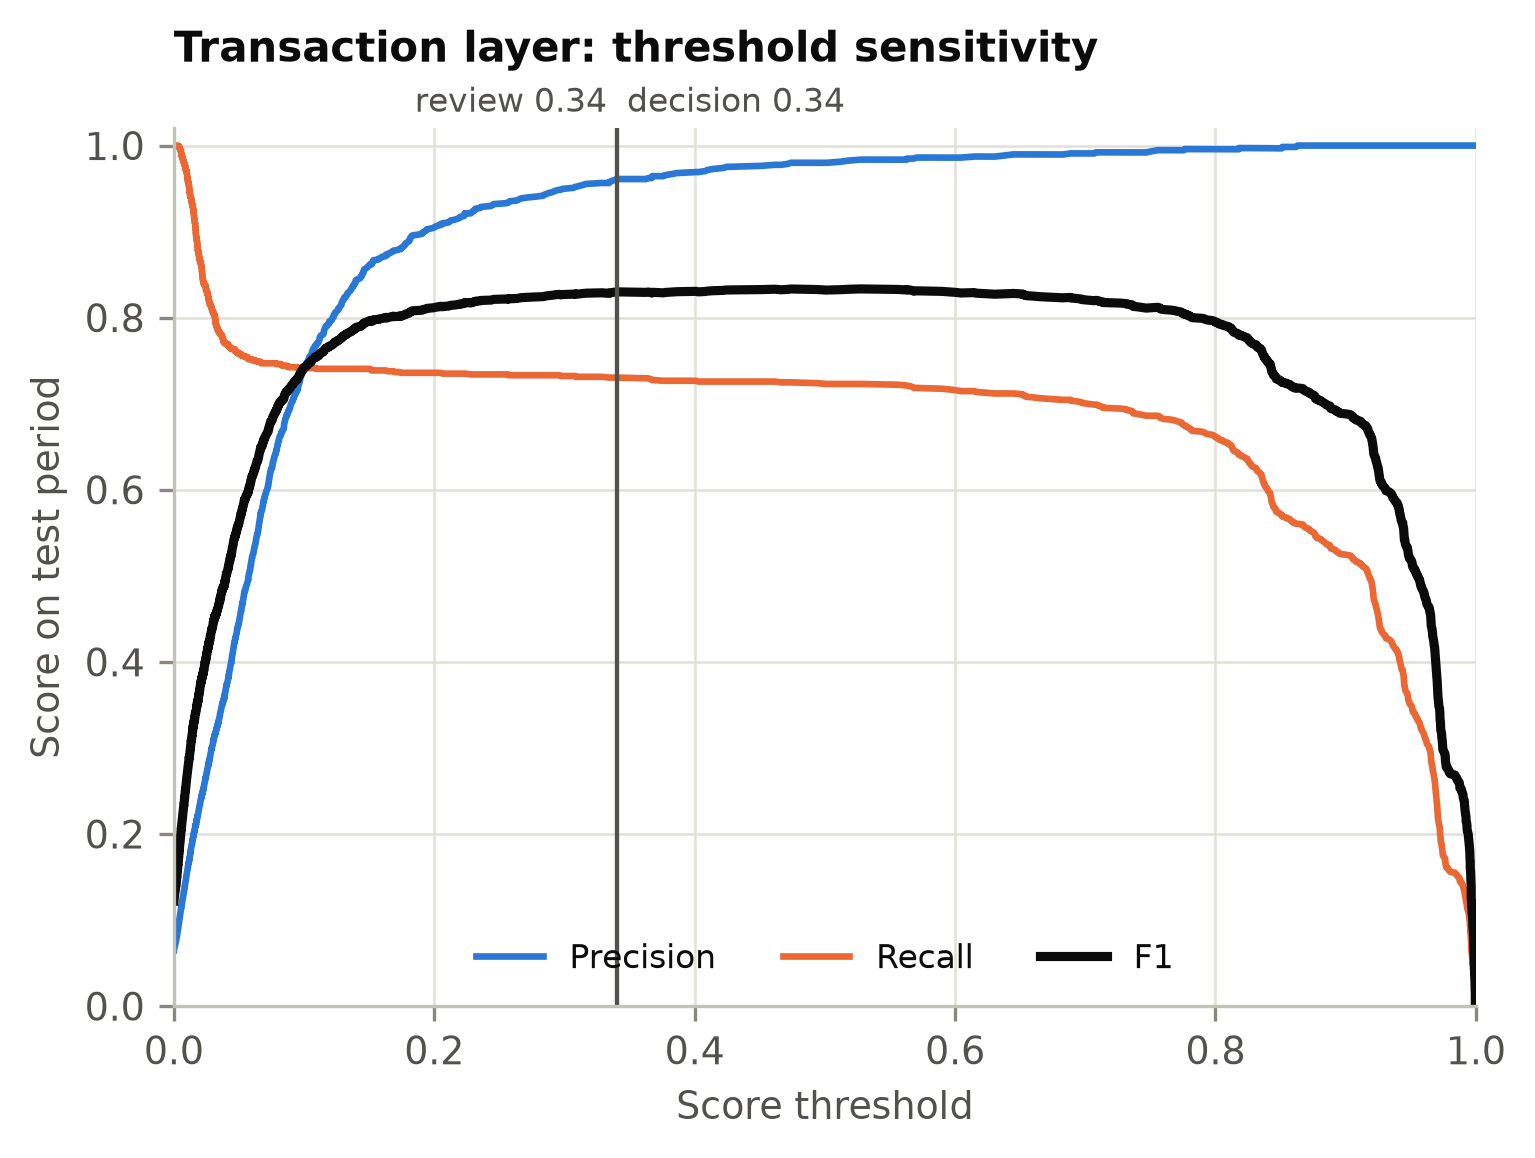 Transaction layer: threshold sensitivity
review 0.34 decision 0.34
1.0
0.8
0.6
0.4
0.2
0.0
Score on test period
Precision Recall F1
0.0 0.2 0.4 0.6 0.8 1.0
Score threshold